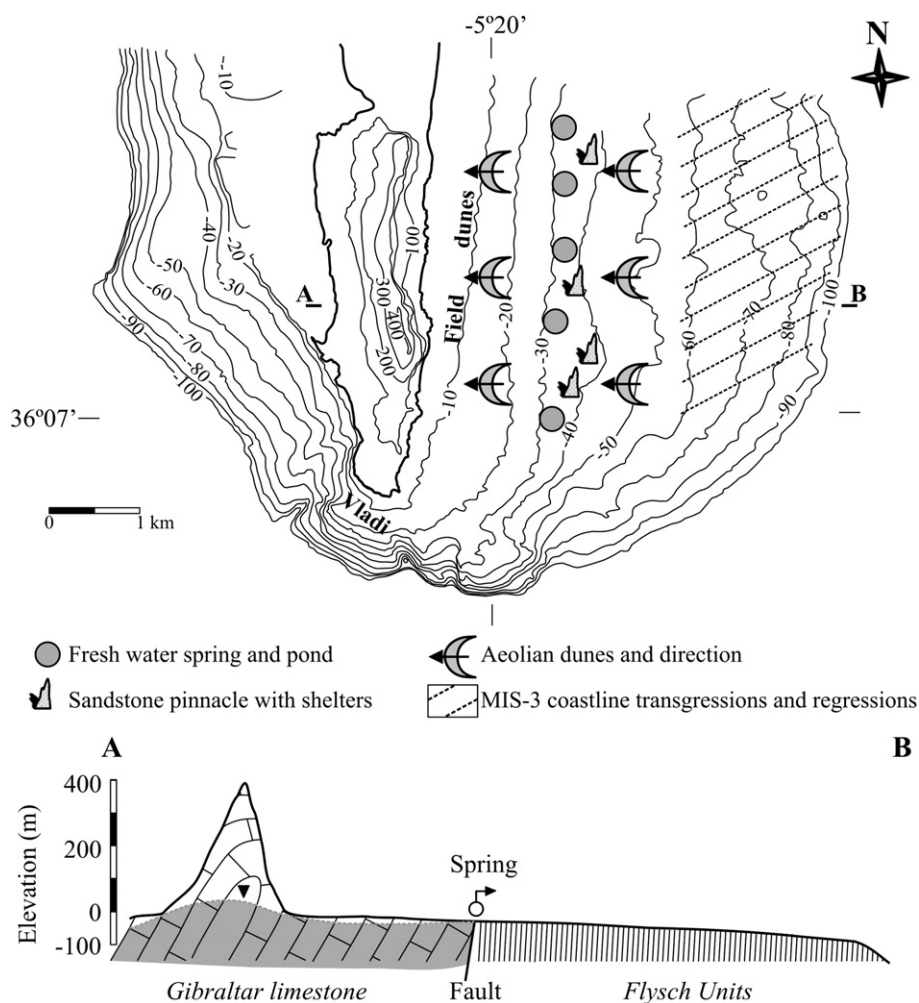 -5º20'
N
-10
-40
-20
-50
-60
-30
-70
-80
-90
-100
A
B
100
300
400
200
Field dunes
-10
-20
-30
-40
-50
-60
-70
-80
-90
-100
36º07'
Vladi
0 1 km
Fresh water spring and pond
Aeolian dunes and direction
Sandstone pinnacle with shelters
MIS-3 coastline transgressions and regressions
A B
Elevation (m)
400
200
0
-100
Spring
Gibraltar limestone
Fault
Flysch Units